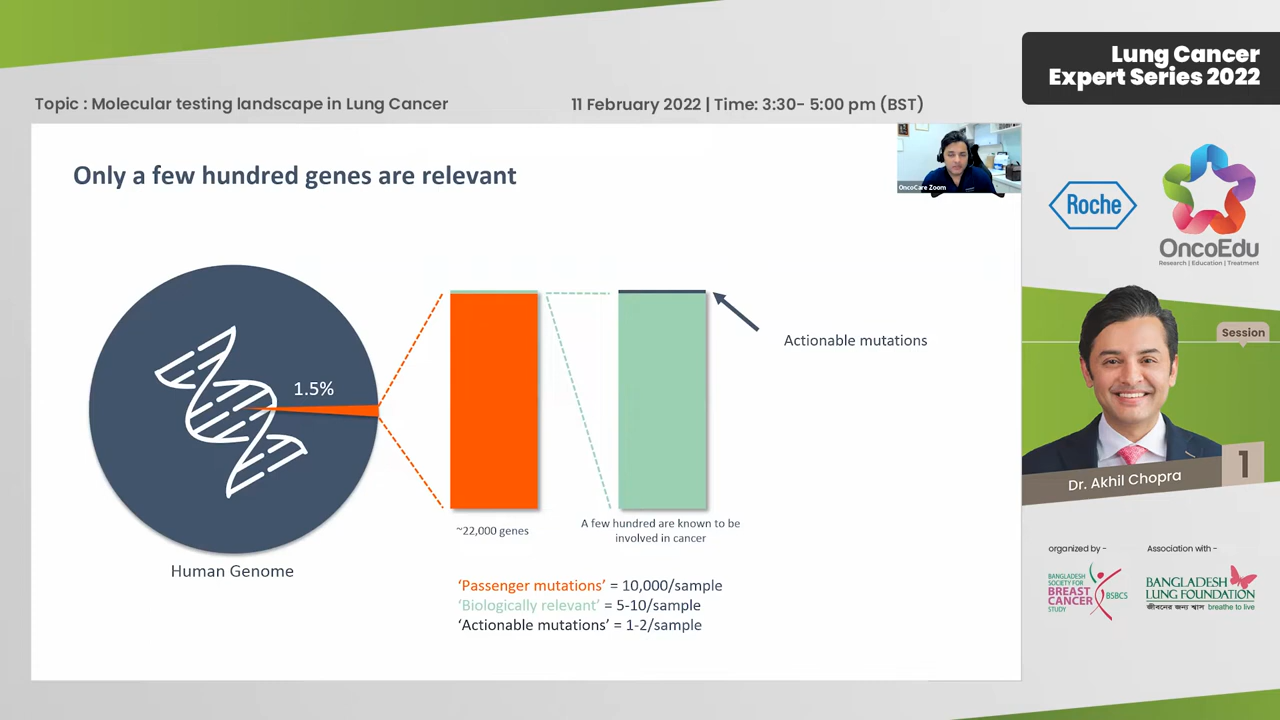 Lung Cancer
Expert Series 2022
Topic : Molecular testing landscape in Lung Cancer
11 February 2022 | Time: 3:30- 5:00 pm (BST)
Only a few hundred genes are relevant
OncoCare Zoom
Roche
OncoEdu
Research | Education | Treatment
1.5%
Actionable mutations
Session
1
Dr. Akhil Chopra
~22,000 genes
A few hundred are known to be
involved in cancer
Human Genome
‘Passenger mutations’ = 10,000/sample
‘Biologically relevant’ = 5-10/sample
‘Actionable mutations’ = 1-2/sample
organized by -
Association with -
BANGLADESH
SOCIETY FOR
BREAST
CANCER
STUDY
BSBCS
BANGLADESH
LUNG FOUNDATION
জীবনের জন্য শ্বাস breathe to live